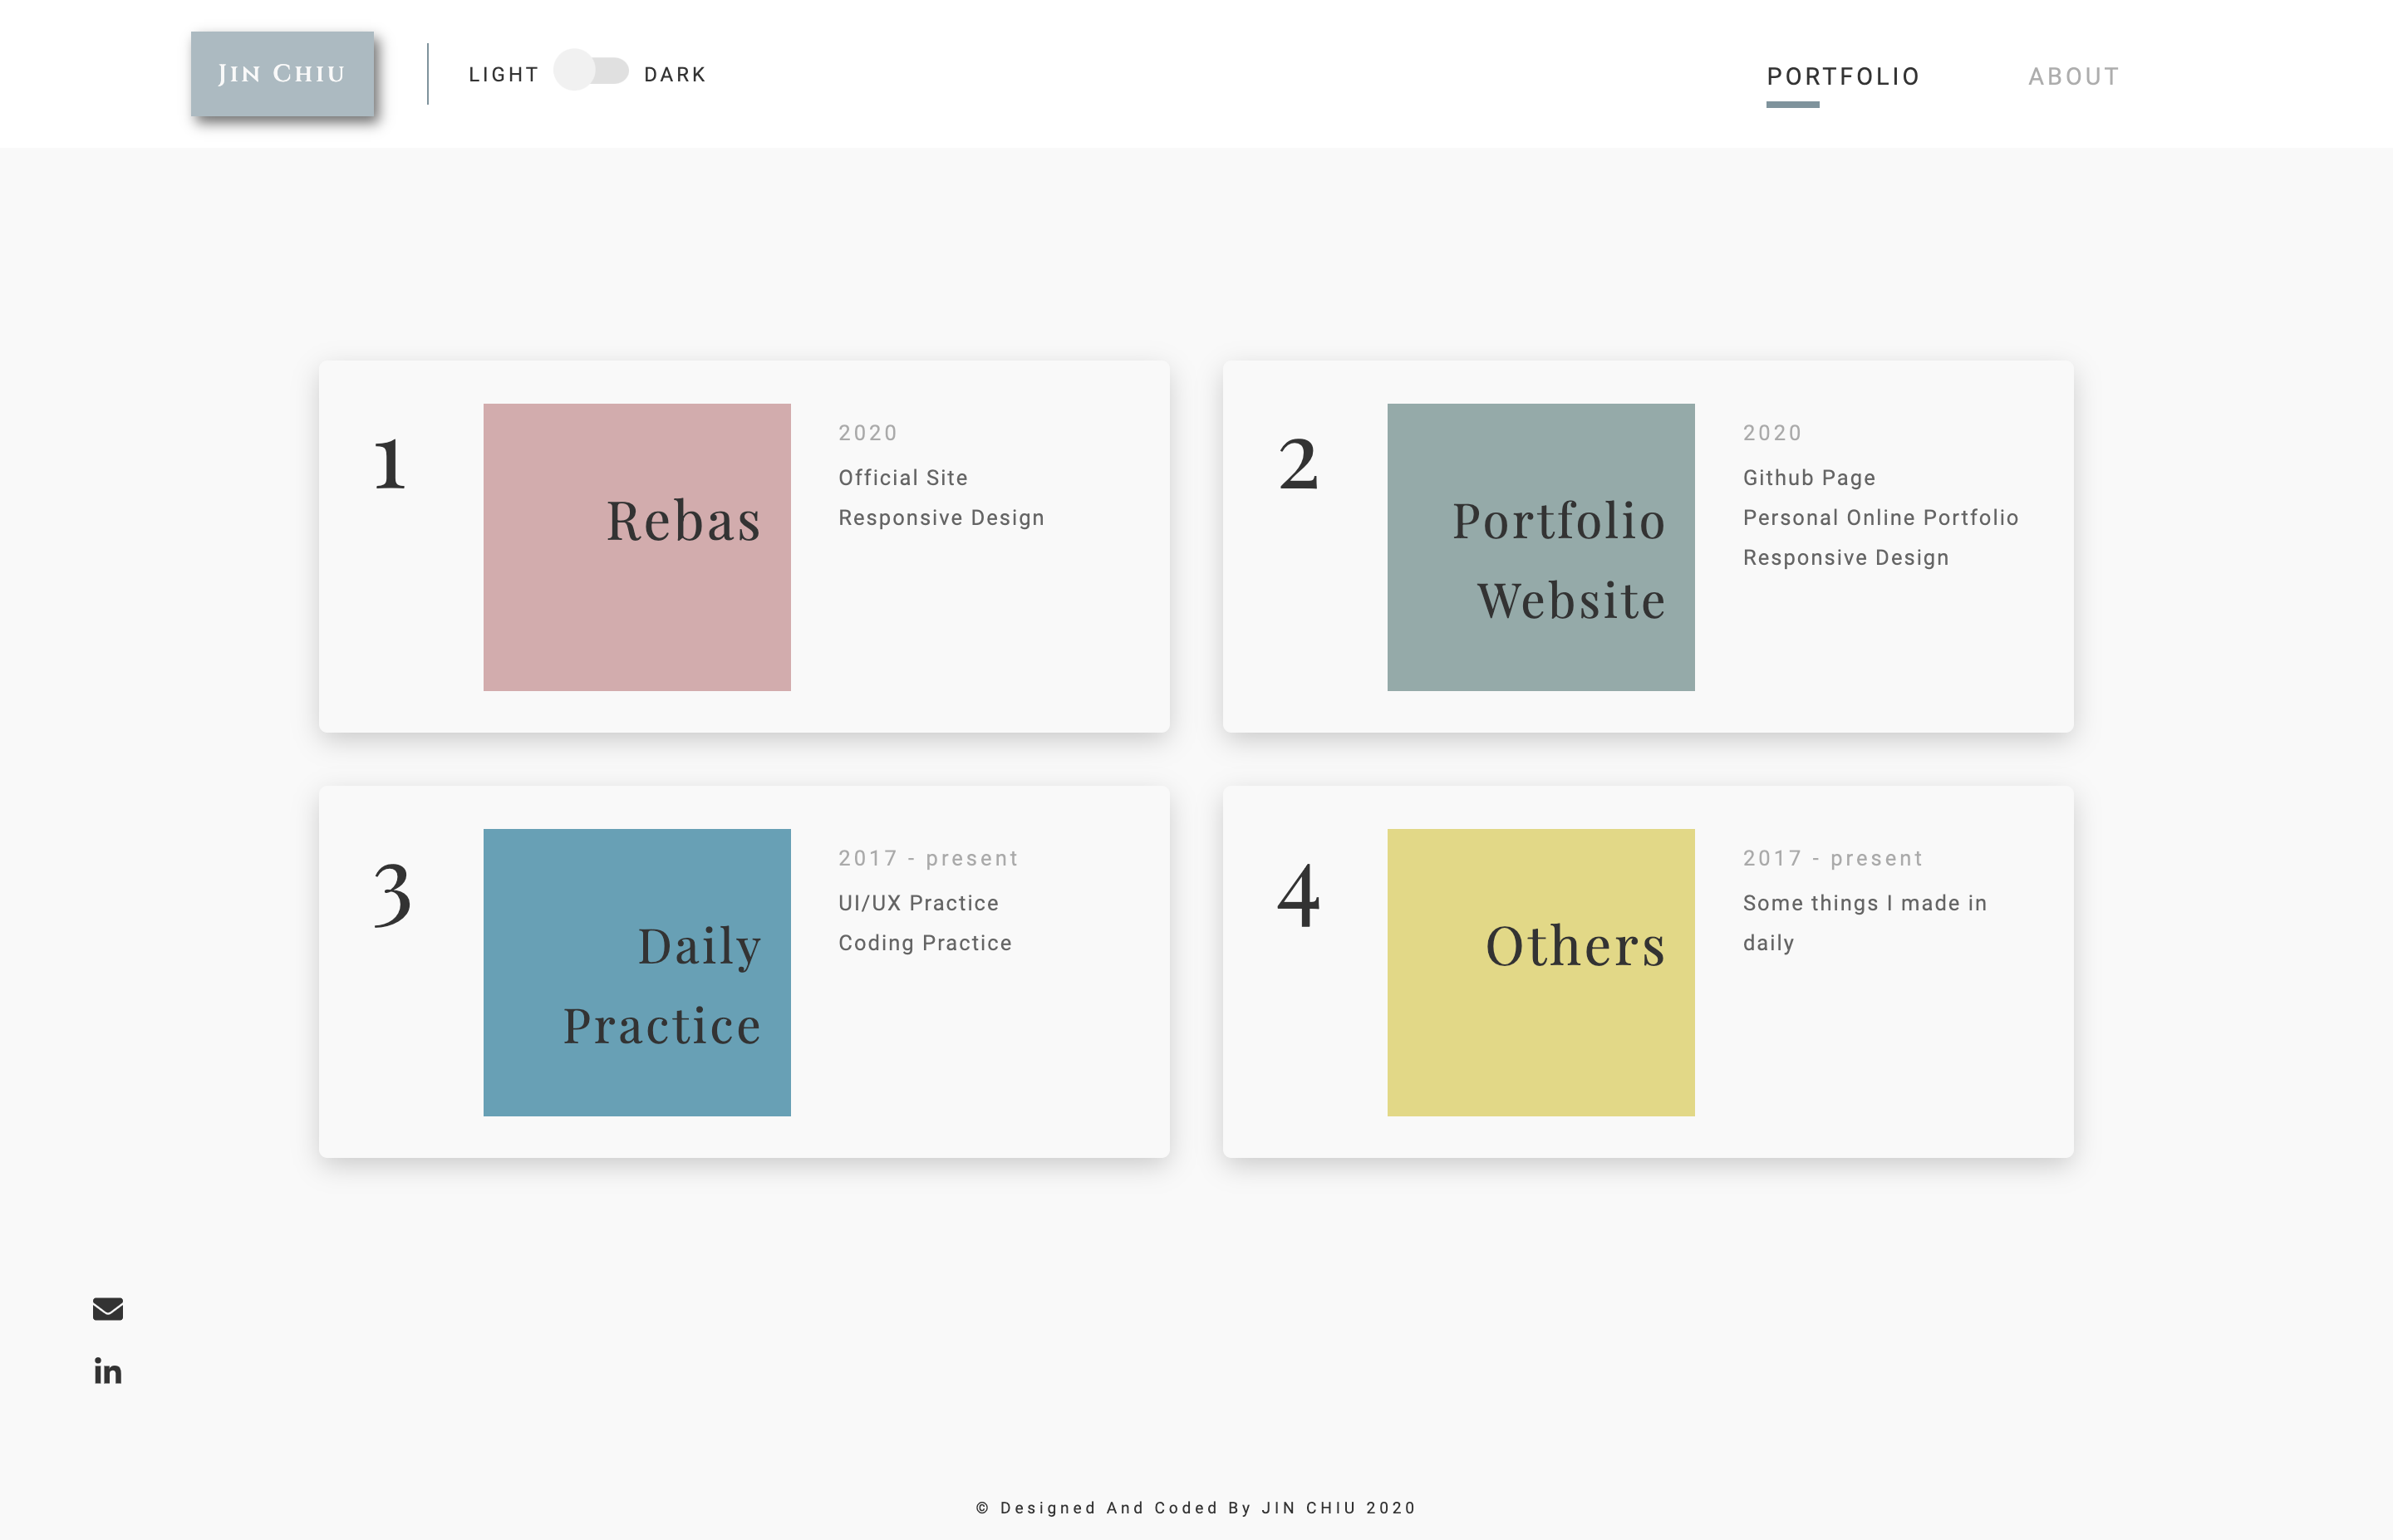 Jin Chiu
LIGHT DARK
PORTFOLIO ABOUT
1
Rebas
2020
Official Site
Responsive Design
2
Portfolio
Website
2020
Github Page
Personal Online Portfolio
Responsive Design
3
Daily
Practice
2017 - present
UI/UX Practice
Coding Practice
4
Others
2017 - present
Some things I made in
daily
in
© Designed And Coded By JIN CHIU 2020